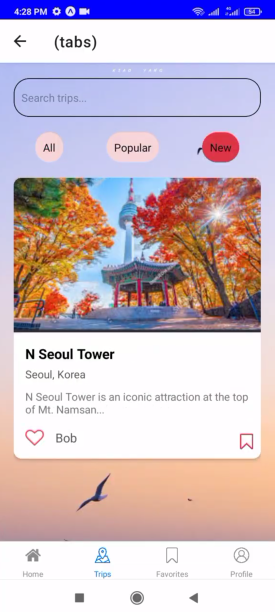 4:28 PM
84
(tabs)
Search trips...
All
Popular
New
N Seoul Tower
Seoul, Korea
N Seoul Tower is an iconic attraction at the top
of Mt. Namsan...
Bob
Home
Trips
Favorites
Profile